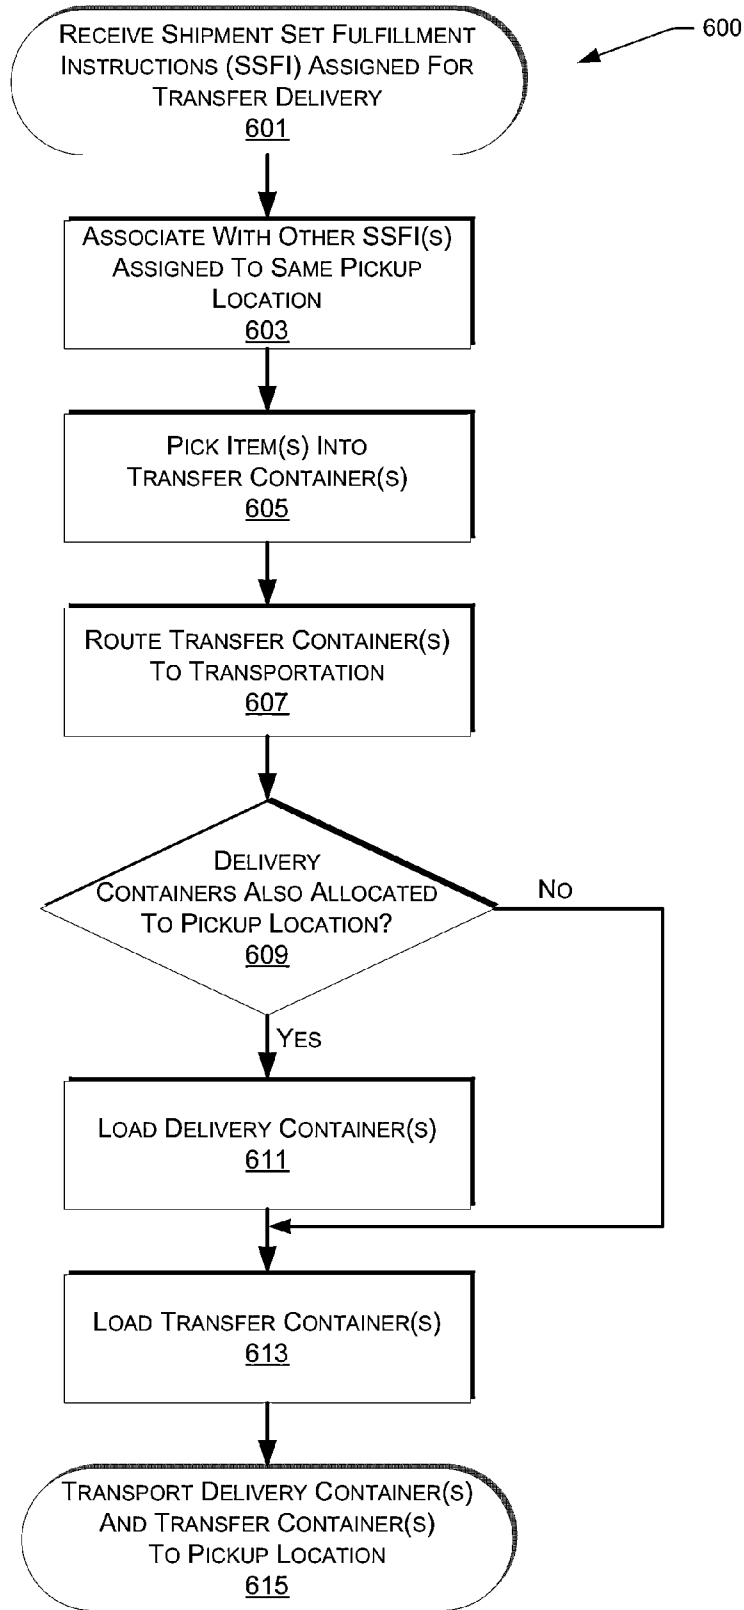 RECEIVE SHIPMENT SET FULFILLMENT
INSTRUCTIONS (SSFI) ASSIGNED FOR
TRANSFER DELIVERY
601
600
ASSOCIATE WITH OTHER SSFI(S)
ASSIGNED TO SAME PICKUP
LOCATION
603
PICK ITEM(S) INTO
TRANSFER CONTAINER(S)
605
ROUTE TRANSFER CONTAINER(S)
TO TRANSPORTATION
607
DELIVERY
CONTAINERS ALSO ALLOCATED
TO PICKUP LOCATION?
609
NO
YES
LOAD DELIVERY CONTAINER(S)
611
LOAD TRANSFER CONTAINER(S)
613
TRANSPORT DELIVERY CONTAINER(S)
AND TRANSFER CONTAINER(S)
TO PICKUP LOCATION
615